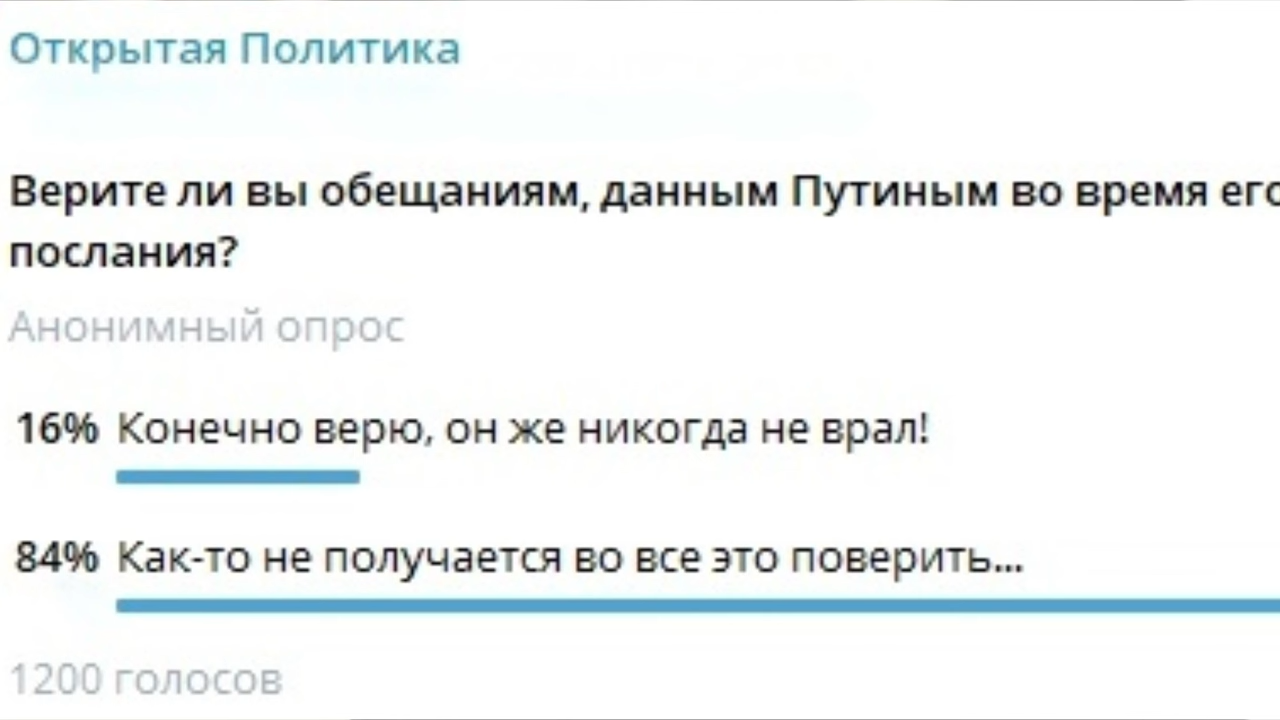 Открытая Политика
Верите ли вы обещаниям, данным Путиным во время его
послания?
Анонимный опрос
16% Конечно верю, он же никогда не врал!
84% Как-то не получается во все это поверить...
1200 голосов